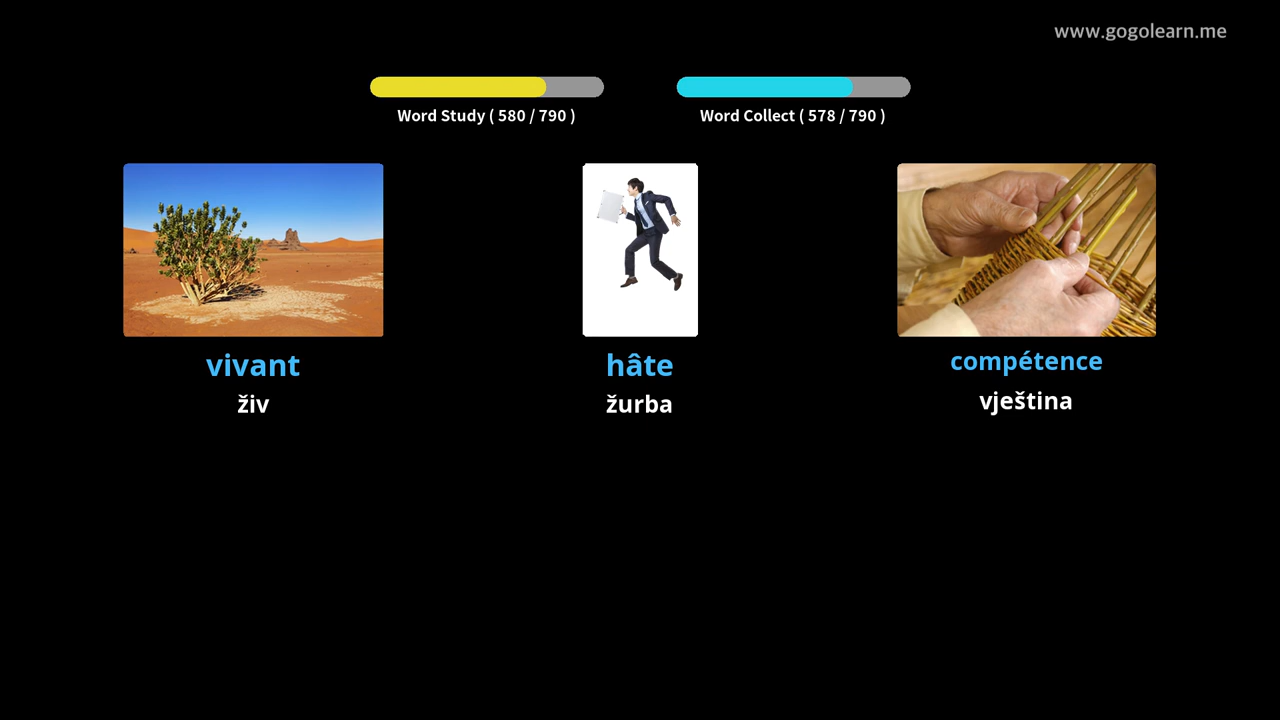 www.gogolearn.me
Word Study ( 580 / 790 )
Word Collect ( 578 / 790 )
vivant
živ
hâte
žurba
compétence
vještina